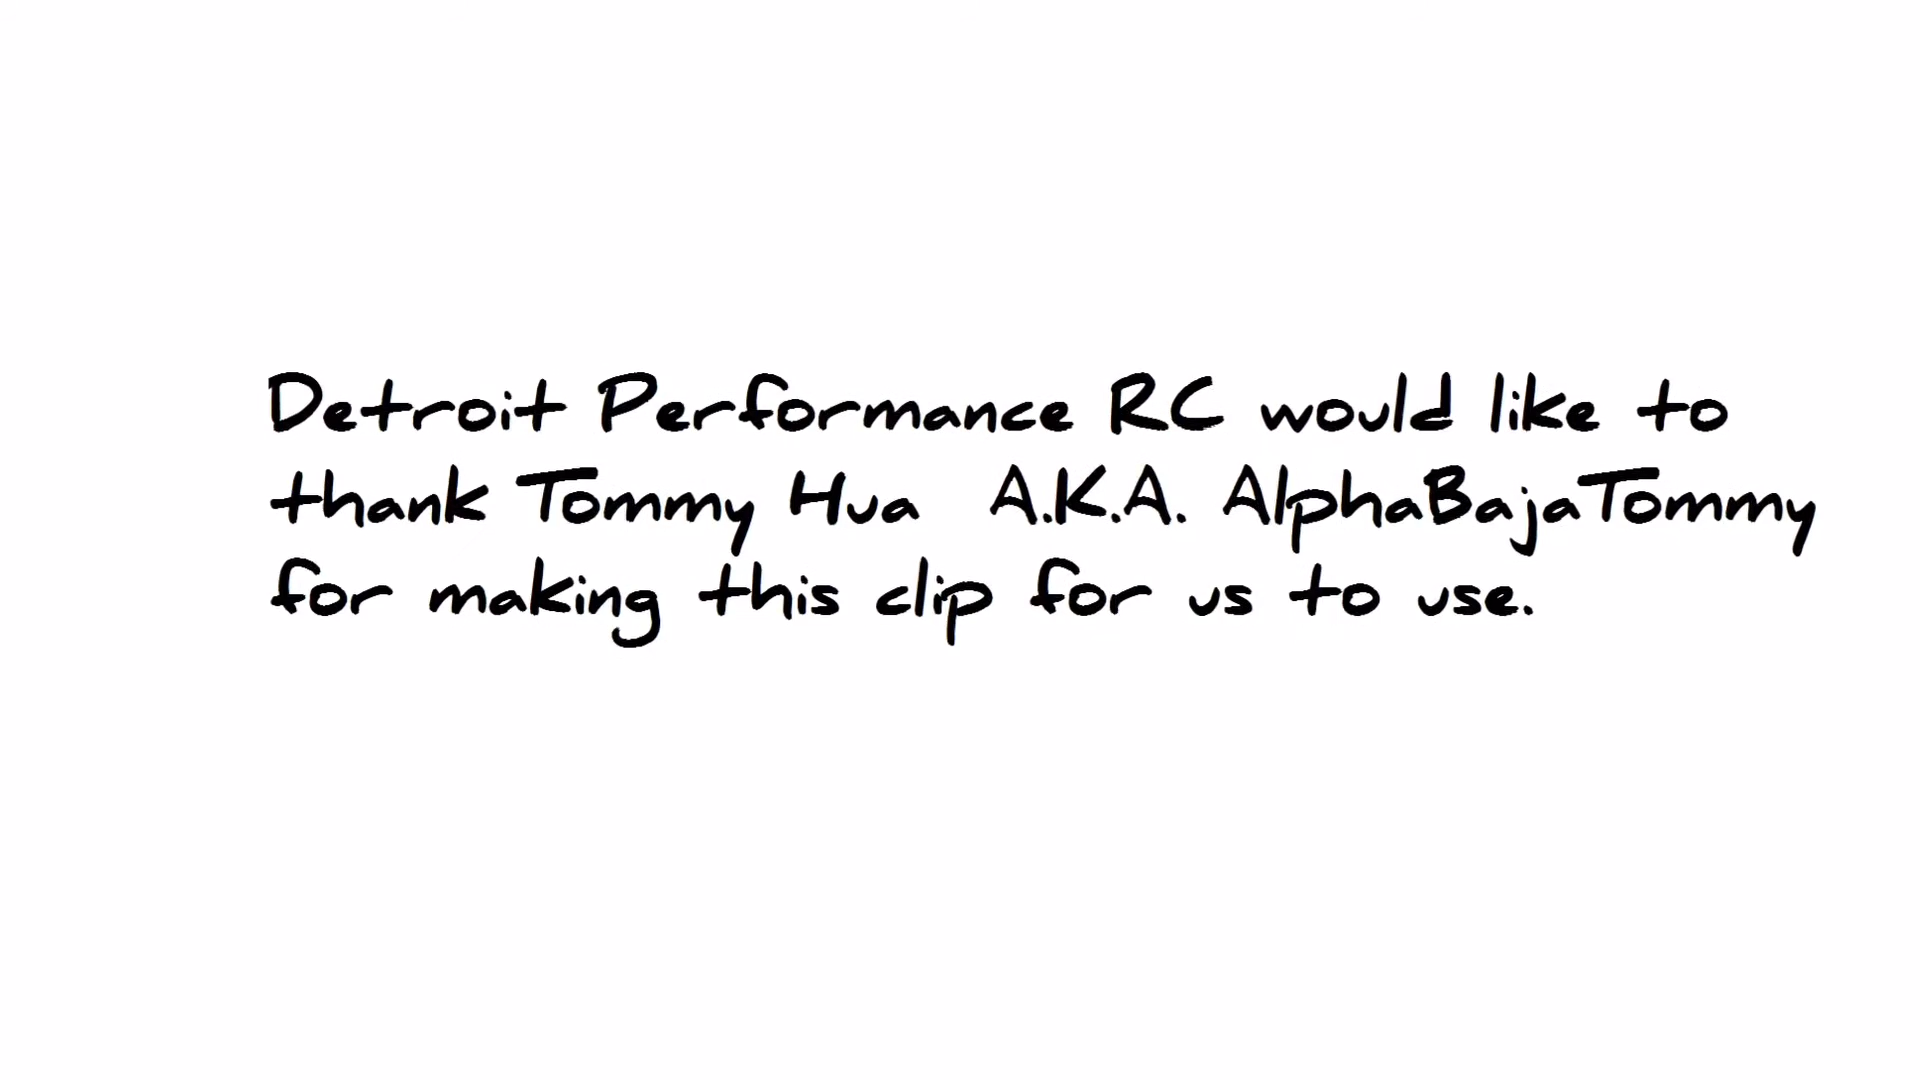 Detroit Performance RC would like to
thank Tommy Hua A.K.A. AlphaBajaTommy
for making this clip for us to use.